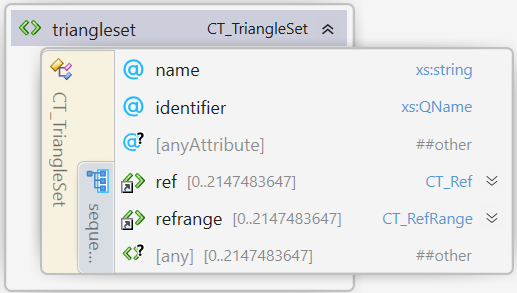 triangleset CT_TriangleSet
name xs:string
identifier xs:QName
[anyAttribute] ##other
CT_TriangleSet
ref [0..2147483647] CT_Ref
refrange [0..2147483647] CT_RefRange
[any] [0..2147483647] ##other
seque...